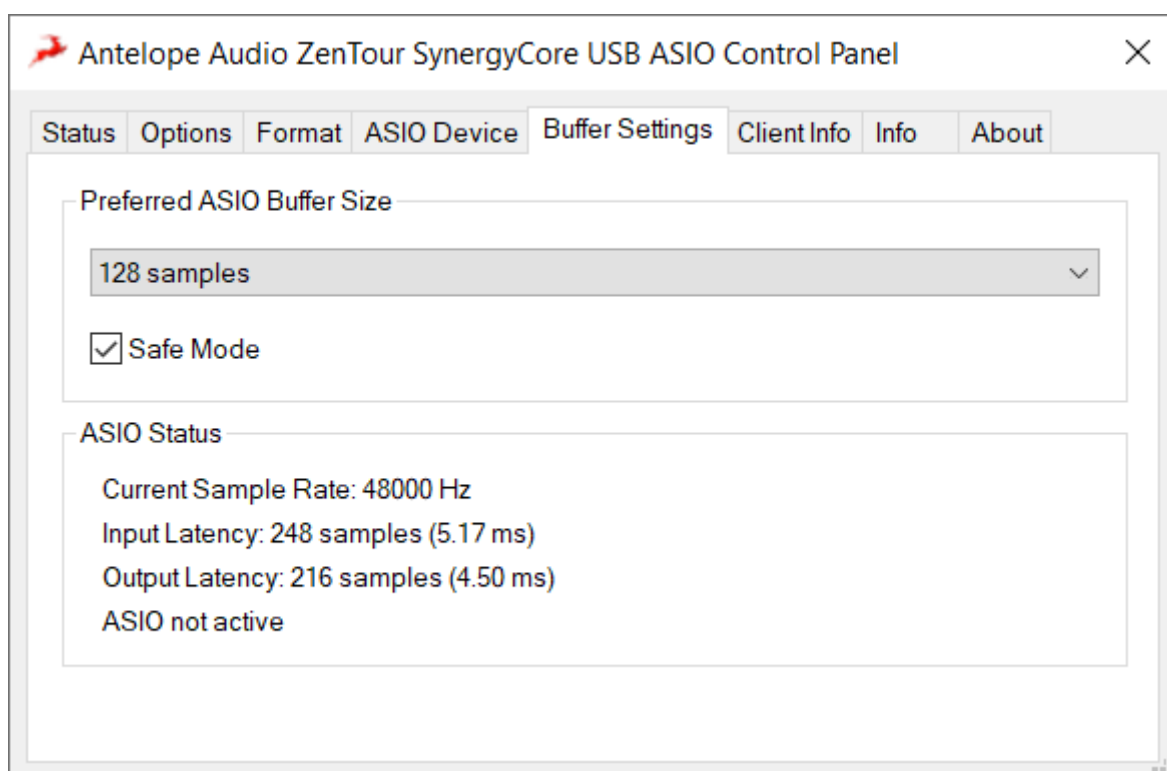 Antelope Audio ZenTour SynergyCore USB ASIO Control Panel
Status Options Format ASIO Device Buffer Settings Client Info Info About
Preferred ASIO Buffer Size
128 samples
Safe Mode
ASIO Status
Current Sample Rate: 48000 Hz
Input Latency: 248 samples (5.17 ms)
Output Latency: 216 samples (4.50 ms)
ASIO not active